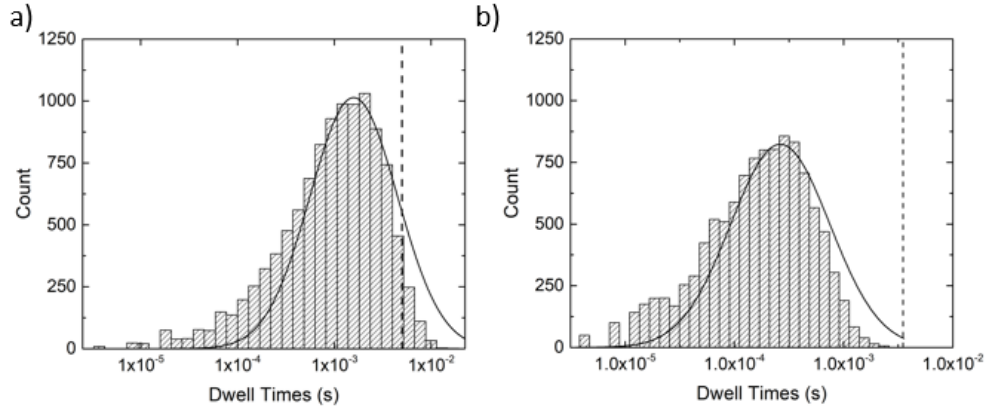 a)
1250
1000
750
500
250
0
Count
1x10⁻⁵
1x10⁻⁴
1x10⁻³
1x10⁻²
Dwell Times (s)
b)
1250
1000
750
500
250
0
Count
1.0x10⁻⁵
1.0x10⁻⁴
1.0x10⁻³
1.0x10⁻²
Dwell Times (s)